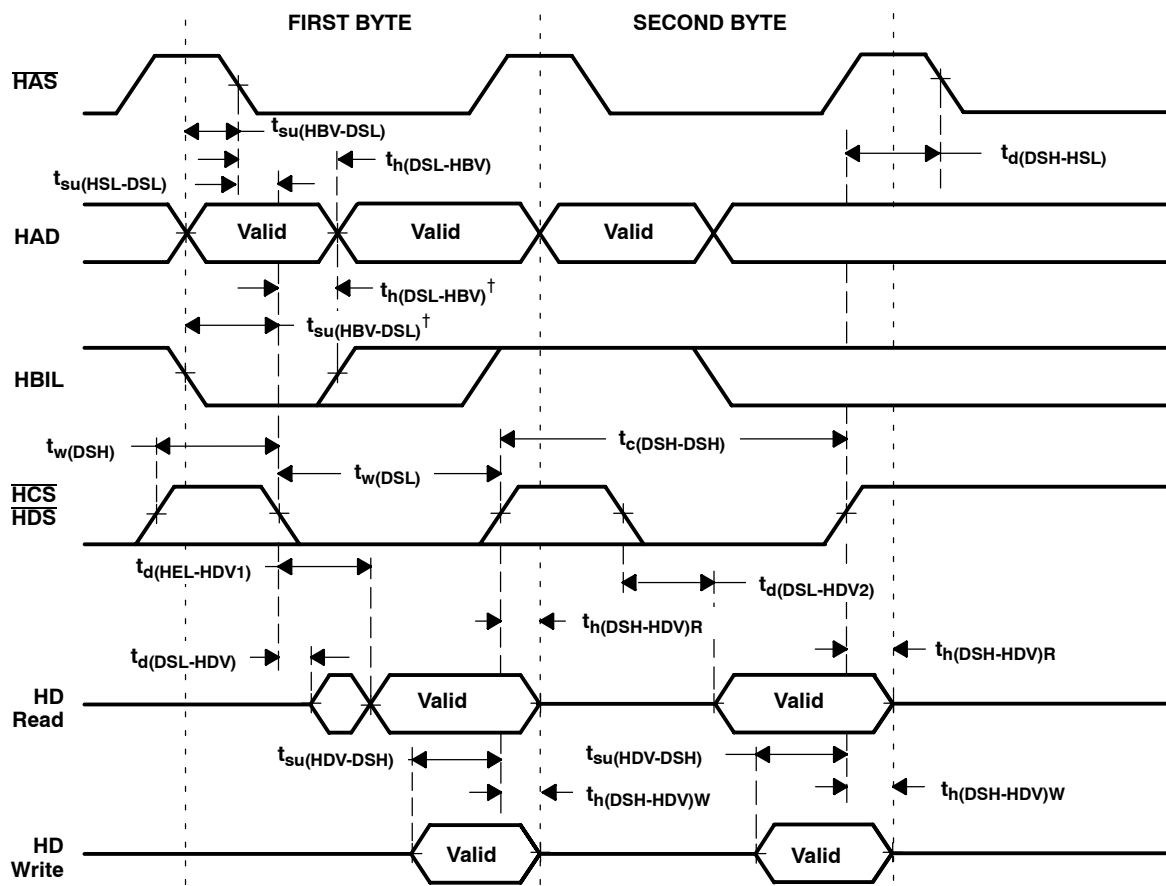 FIRST BYTE
SECOND BYTE
HAS
tsu(HBV-DSL)
th(DSL-HBV)
td(DSH-HSL)
tsu(HSL-DSL)
HAD
Valid
Valid
Valid
th(DSL-HBV)†
tsu(HBV-DSL)†
HBIL
tw(DSH)
tc(DSH-DSH)
tw(DSL)
HCS
HDS
td(HEL-HDV1)
td(DSL-HDV2)
th(DSH-HDV)R
td(DSL-HDV)
th(DSH-HDV)R
HD
Read
Valid
Valid
tsu(HDV-DSH)
tsu(HDV-DSH)
th(DSH-HDV)W
th(DSH-HDV)W
HD
Write
Valid
Valid